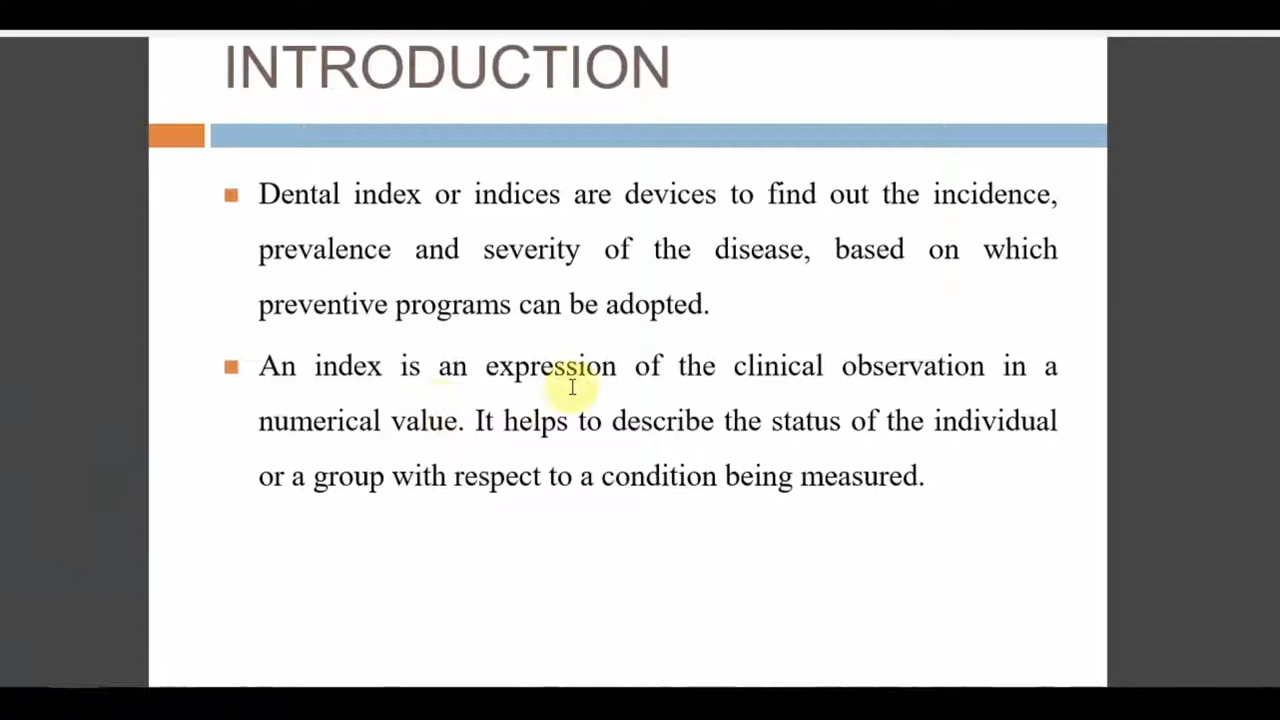 INTRODUCTION
Dental index or indices are devices to find out the incidence,
prevalence and severity of the disease, based on which
preventive programs can be adopted.
An index is an expression of the clinical observation in a
numerical value. It helps to describe the status of the individual
or a group with respect to a condition being measured.